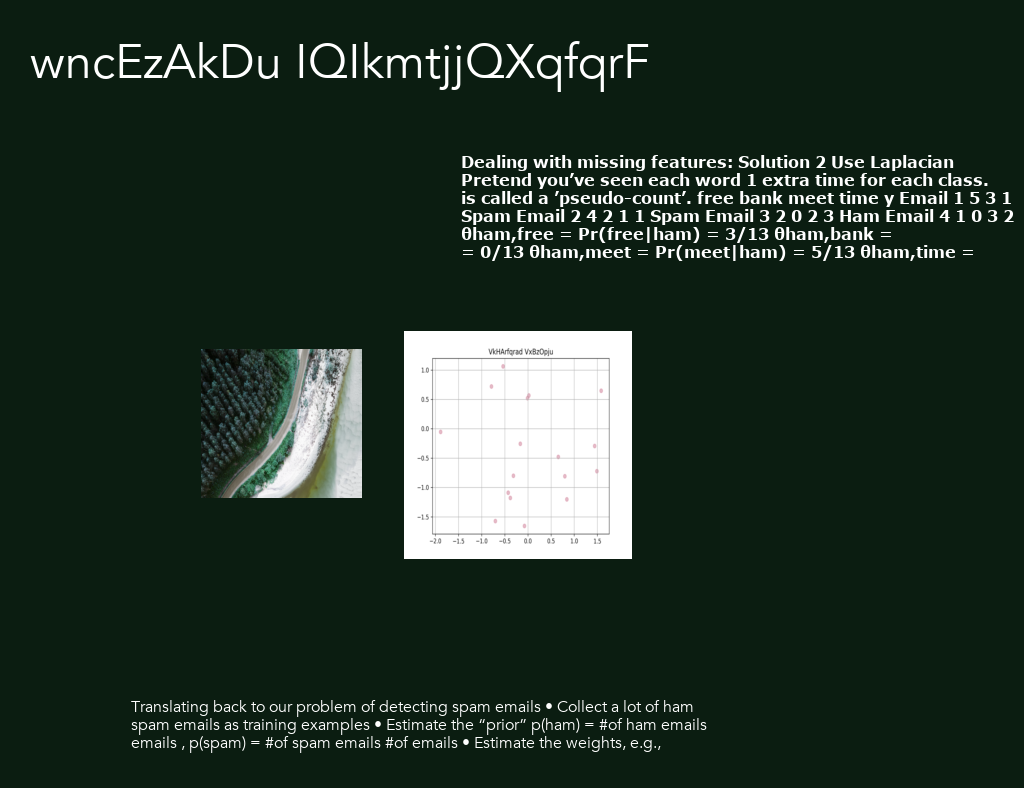 wncEzAkDu IQIkmtjjQXqfqrF
Dealing with missing features: Solution 2 Use Laplacian
Pretend you’ve seen each word 1 extra time for each class.
is called a ’pseudo-count’. free bank meet time y Email 1 5 3 1
Spam Email 2 4 2 1 1 Spam Email 3 2 0 2 3 Ham Email 4 1 0 3 2
θham,free = Pr(free|ham) = 3/13 θham,bank =
= 0/13 θham,meet = Pr(meet|ham) = 5/13 θham,time =
VkHArfqrad VxBzOpju
1.0
0.5
0.0
−0.5
−1.0
−1.5
−2.0 −1.5 −1.0 −0.5 0.0 0.5 1.0 1.5
Translating back to our problem of detecting spam emails • Collect a lot of ham
spam emails as training examples • Estimate the “prior” p(ham) = #of ham emails
emails , p(spam) = #of spam emails #of emails • Estimate the weights, e.g.,